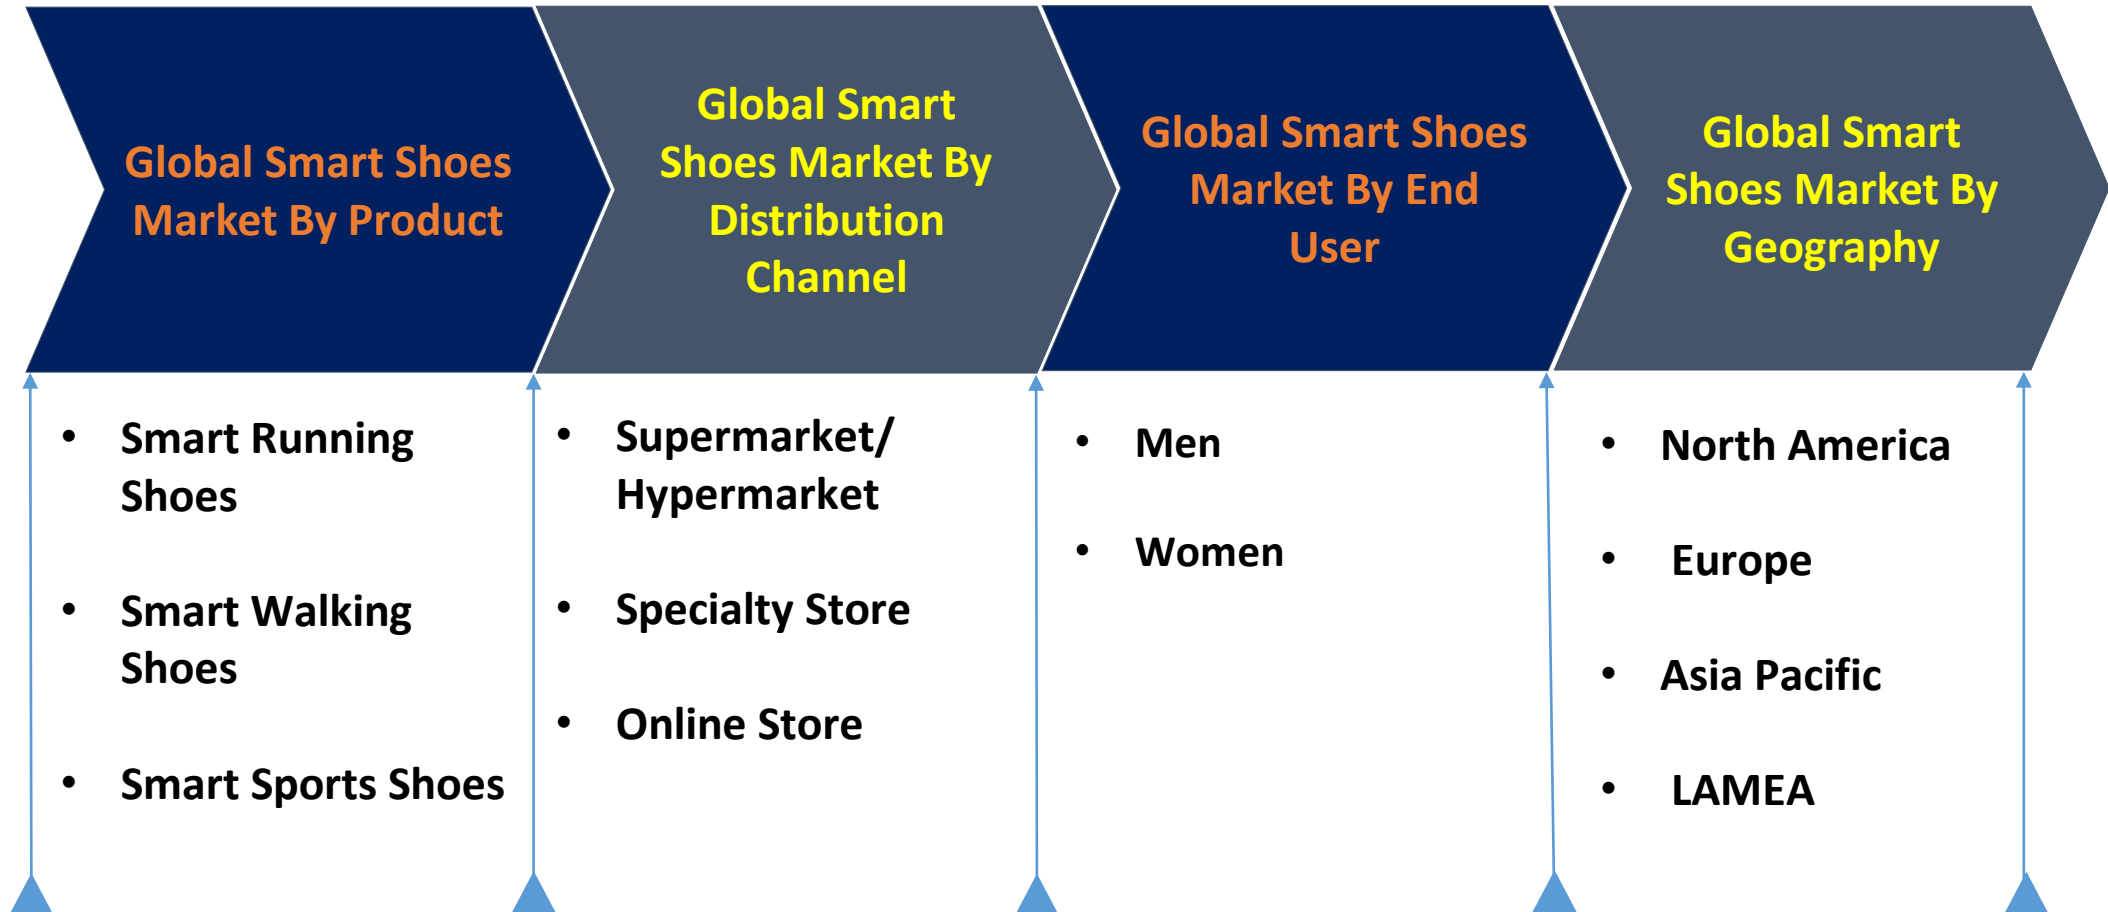 Global Smart Shoes
Market By Product
Global Smart
Shoes Market By
Distribution
Channel
Global Smart Shoes
Market By End
User
Global Smart
Shoes Market By
Geography
• Smart Running
Shoes
• Smart Walking
Shoes
• Smart Sports Shoes
• Supermarket/
Hypermarket
• Specialty Store
• Online Store
• Men
• Women
• North America
• Europe
• Asia Pacific
• LAMEA